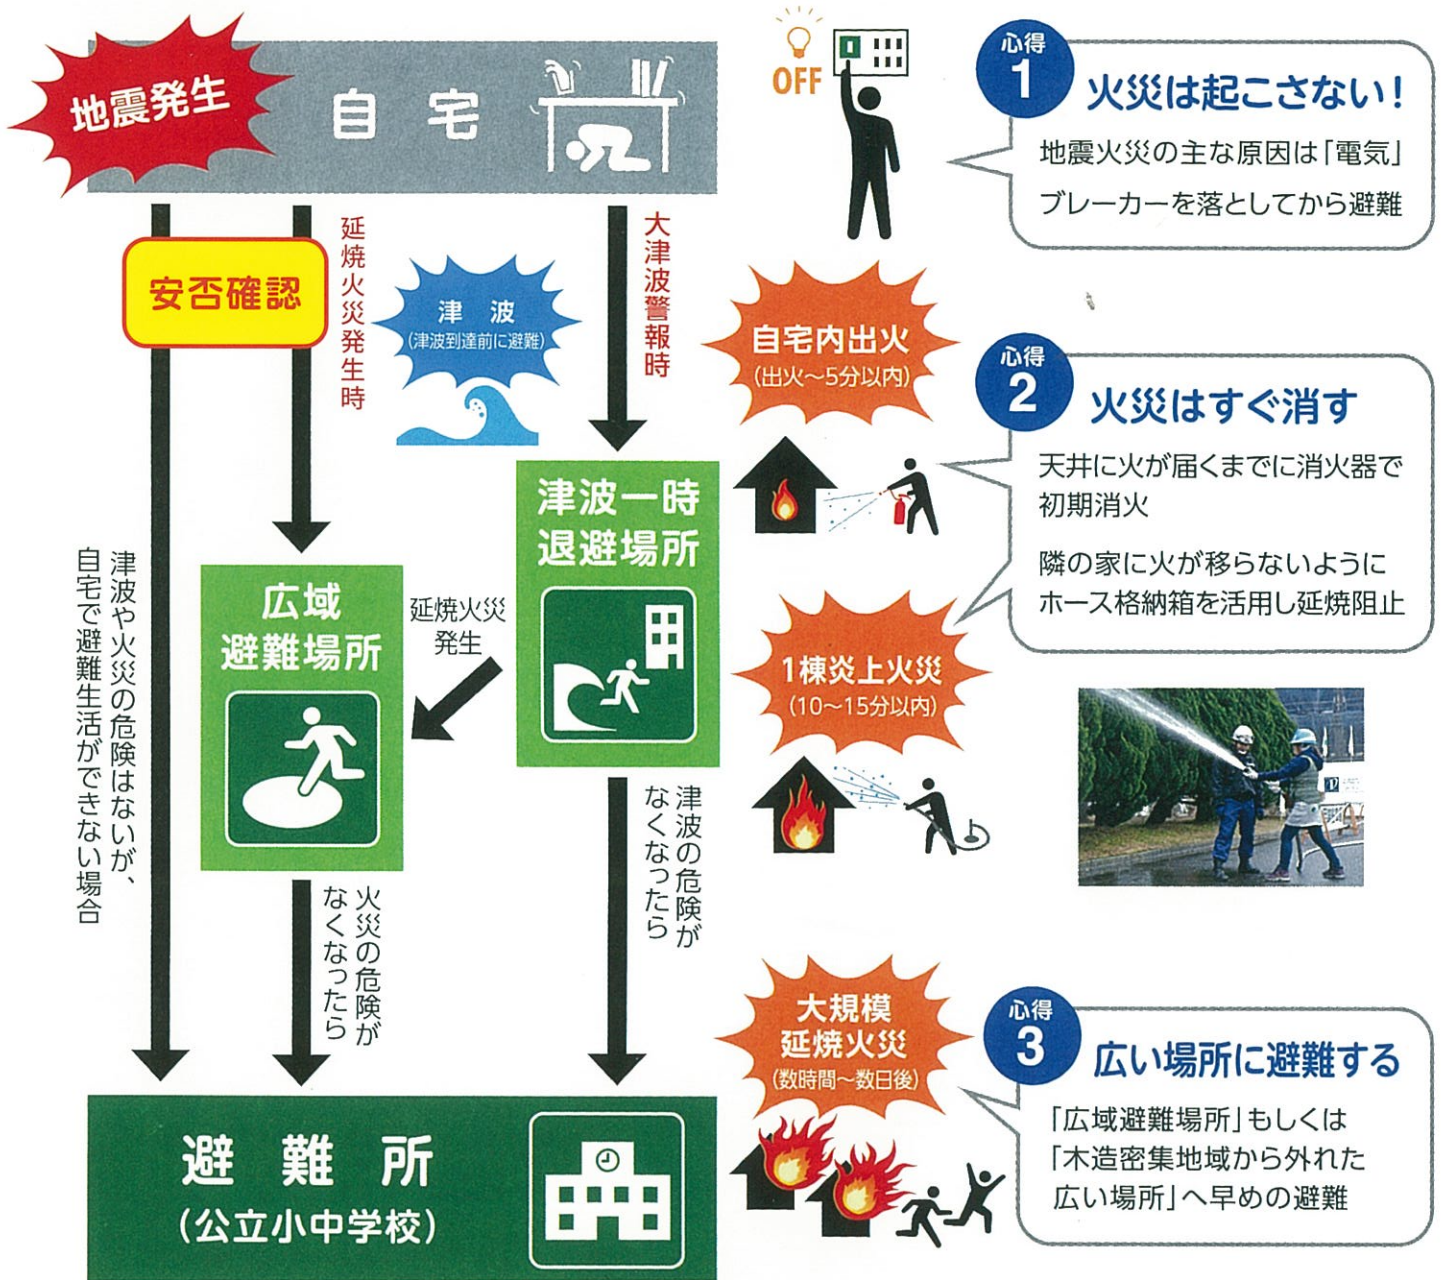 地震発生
自宅
安否確認
延焼火災発生時
津波
(津波到達前に避難)
大津波警報時
津波一時
退避場所
広域
避難場所
延焼火災
発生
津波や火災の危険はないが、
自宅で避難生活ができない場合
火災の危険が
なくなったら
津波の危険が
なくなったら
避難所
(公立小中学校)
OFF
心得
1
火災は起こさない!
地震火災の主な原因は「電気」
ブレーカーを落としてから避難
自宅内出火
(出火〜5分以内)
心得
2
火災はすぐ消す
天井に火が届くまでに消火器で
初期消火
隣の家に火が移らないように
ホース格納箱を活用し延焼阻止
1棟炎上火災
(10〜15分以内)
大規模
延焼火災
(数時間〜数日後)
心得
3
広い場所に避難する
「広域避難場所」もしくは
「木造密集地域から外れた
広い場所」へ早めの避難